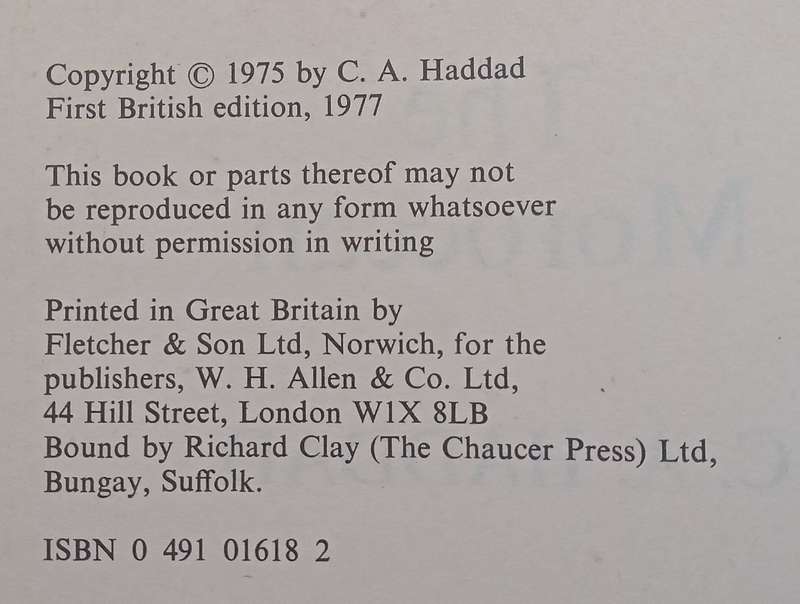 Copyright © 1975 by C. A. Haddad
First British edition, 1977
This book or parts thereof may not
be reproduced in any form whatsoever
without permission in writing
Printed in Great Britain by
Fletcher & Son Ltd, Norwich, for the
publishers, W. H. Allen & Co. Ltd,
44 Hill Street, London W1X 8LB
Bound by Richard Clay (The Chaucer Press) Ltd,
Bungay, Suffolk.
ISBN 0 491 01618 2